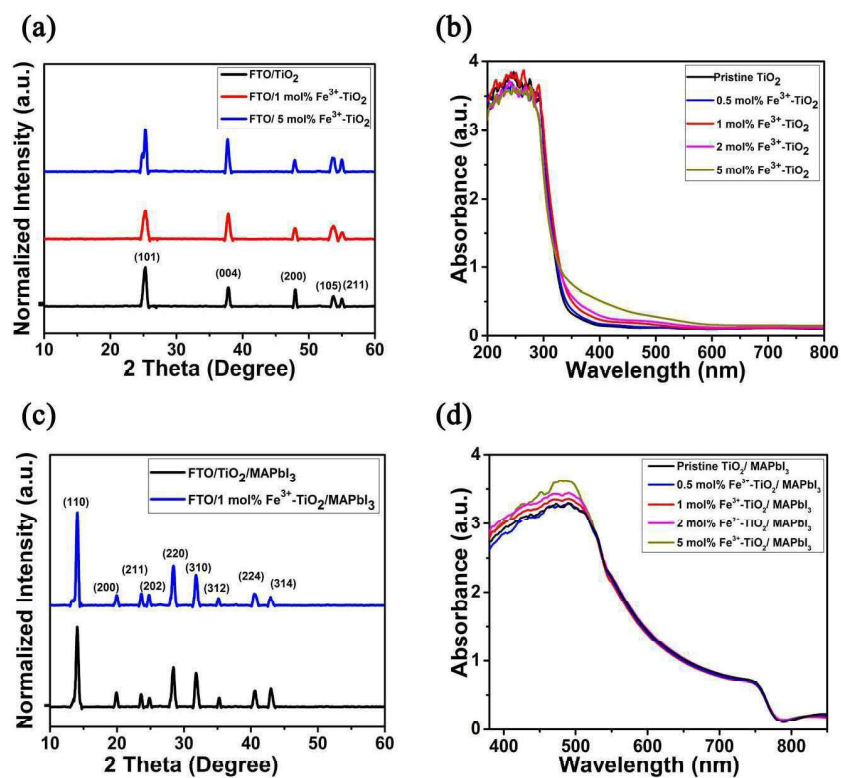 (a)
Normalized Intensity (a.u.)
FTO/TiO₂
FTO/1 mol% Fe³⁺-TiO₂
FTO/ 5 mol% Fe³⁺-TiO₂
(101)
(004)
(200)
(105)
(211)
10 20 30 40 50 60
2 Theta (Degree)
(b)
Absorbance (a.u.)
4
3
2
1
0
Pristine TiO₂
0.5 mol% Fe³⁺-TiO₂
1 mol% Fe³⁺-TiO₂
2 mol% Fe³⁺-TiO₂
5 mol% Fe³⁺-TiO₂
200 300 400 500 600 700 800
Wavelength (nm)
(c)
Normalized Intensity (a.u.)
FTO/TiO₂/MAPbI₃
FTO/1 mol% Fe³⁺-TiO₂/MAPbI₃
(110)
(200)
(211)
(202)
(220)
(310)
(312)
(224)
(314)
10 20 30 40 50 60
2 Theta (Degree)
(d)
Absorbance (a.u.)
4
3
2
1
0
Pristine TiO₂/ MAPbI₃
0.5 mol% Fe³⁺-TiO₂/ MAPbI₃
1 mol% Fe³⁺-TiO₂/ MAPbI₃
2 mol% Fe³⁺-TiO₂/ MAPbI₃
5 mol% Fe³⁺-TiO₂/ MAPbI₃
400 500 600 700 800
Wavelength (nm)